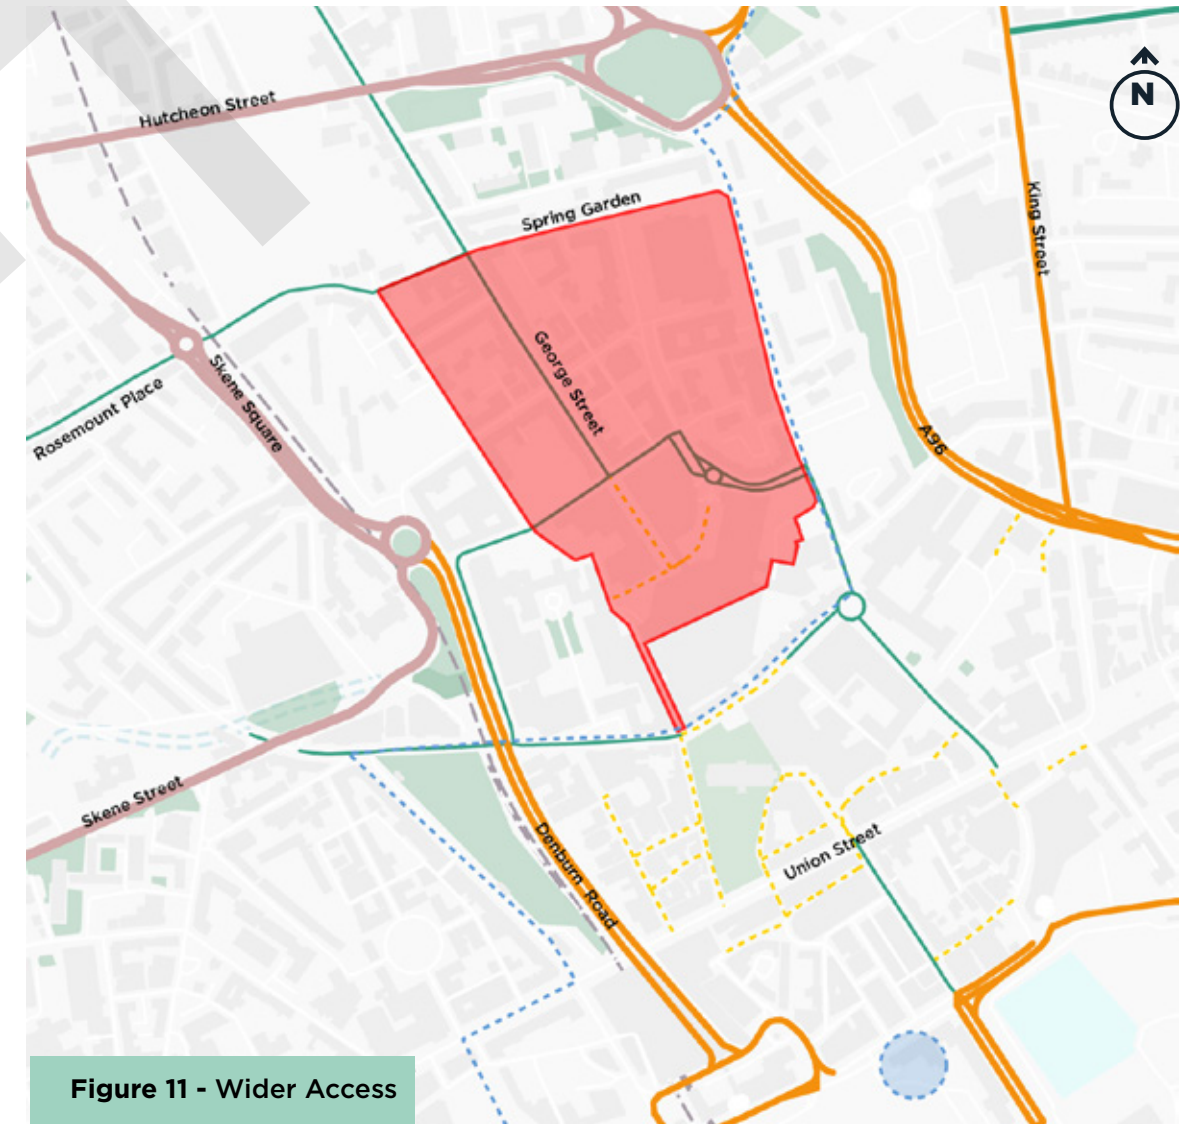 Hutcheon Street
N
Spring Garden
King Street
George Street
Rosemount Place
Skene Square
A96
Skene Street
Denburn Road
Union Street
Figure 11 - Wider Access